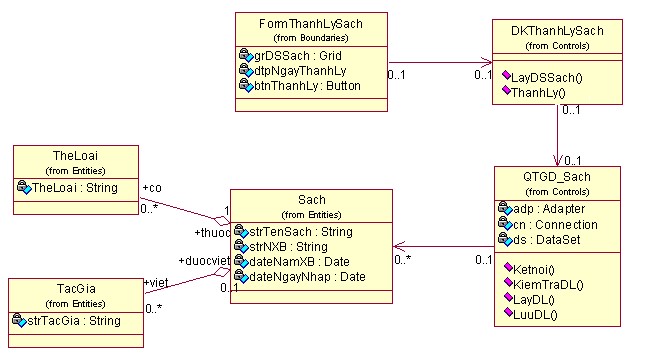 FormThanhLySach
(from Boundaries)
grDSSach : Grid
dtpNgayThanhLy
btnThanhLy : Button
0..1
0..1
DKThanhLySach
(from Controls)
LayDSSach()
ThanhLy()
0..1
0..1
QTGD_Sach
(from Controls)
adp : Adapter
cn : Connection
ds : DataSet
Ketnoi()
KiemTraDL()
LayDL()
LuuDL()
0..1
0..*
TheLoai
(from Entities)
TheLoai : String
+co
0..*
1
+thuoc
Sach
(from Entities)
strTenSach : String
strNXB : String
dateNamXB : Date
dateNgayNhap : Date
+duocviet
0..1
TacGia
(from Entities)
strTacGia : String
+viet
0..*